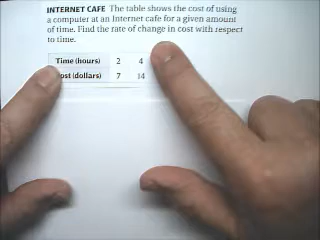 INTERNET CAFE The table shows the cost of using
a computer at an Internet cafe for a given amount
of time. Find the rate of change in cost with respect
to time.
Time (hours) 2 4
(dollars) 7 14